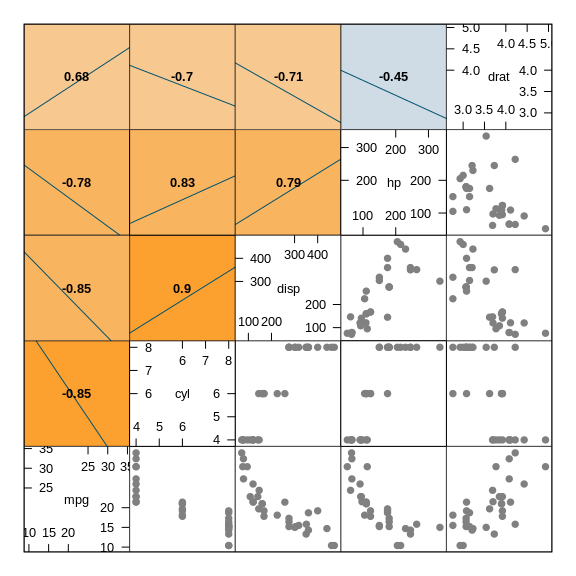 0.68 -0.7 -0.71 -0.45 5.0 4.5 4.0 drat 4.0 4.5 5. 4.0 3.5 3.0 3.0 3.5 4.0
-0.78 0.83 0.79 300 200 100 hp 200 300 100 200 200 100
-0.85 0.9 400 300 disp 300 400 100 200 200 100
-0.85 8 7 6 cyl 6 7 8 4 5 6 6 5 4
35 30 25 mpg 25 30 35 10 15 20 20 15 10